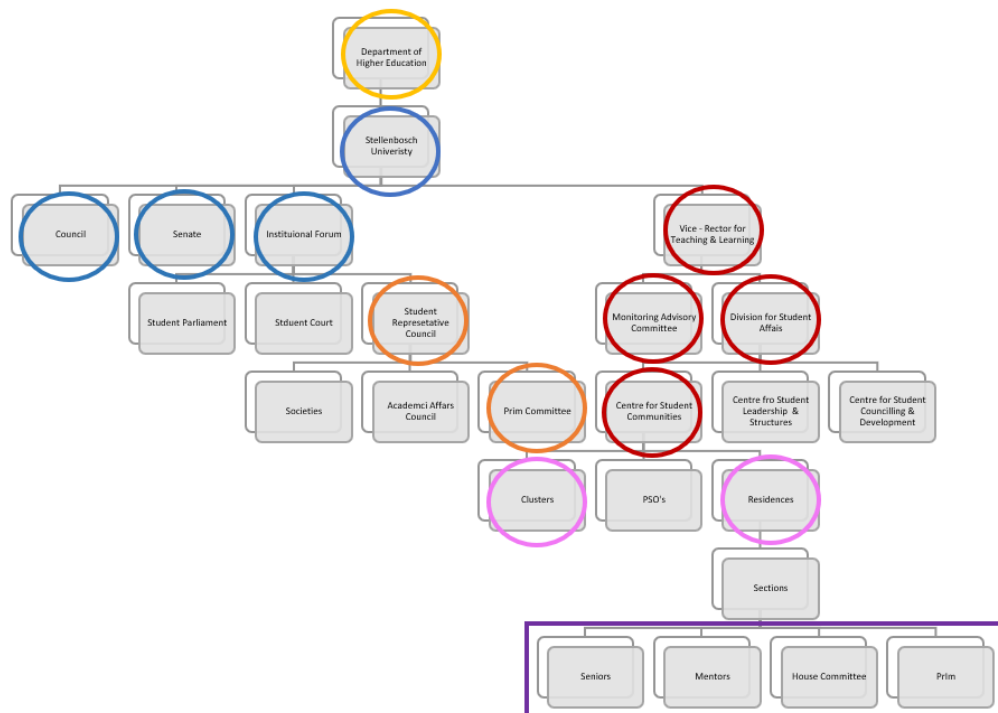 Department of
Higher Education
Stellenbosch
Univeristy
Council
Senate
Instituional Forum
Vice - Rector for
Teaching & Learning
Student Parliament
Stduent Court
Student
Represetative
Council
Monitoring Advisory
Committee
Division for Student
Affais
Societies
Academci Affars
Council
Prim Committee
Centre for Student
Communities
Centre fro Student
Leadership &
Structures
Centre for Student
Councilling &
Development
Clusters
PSO's
Residences
Sections
Seniors
Mentors
House Committee
PrIm